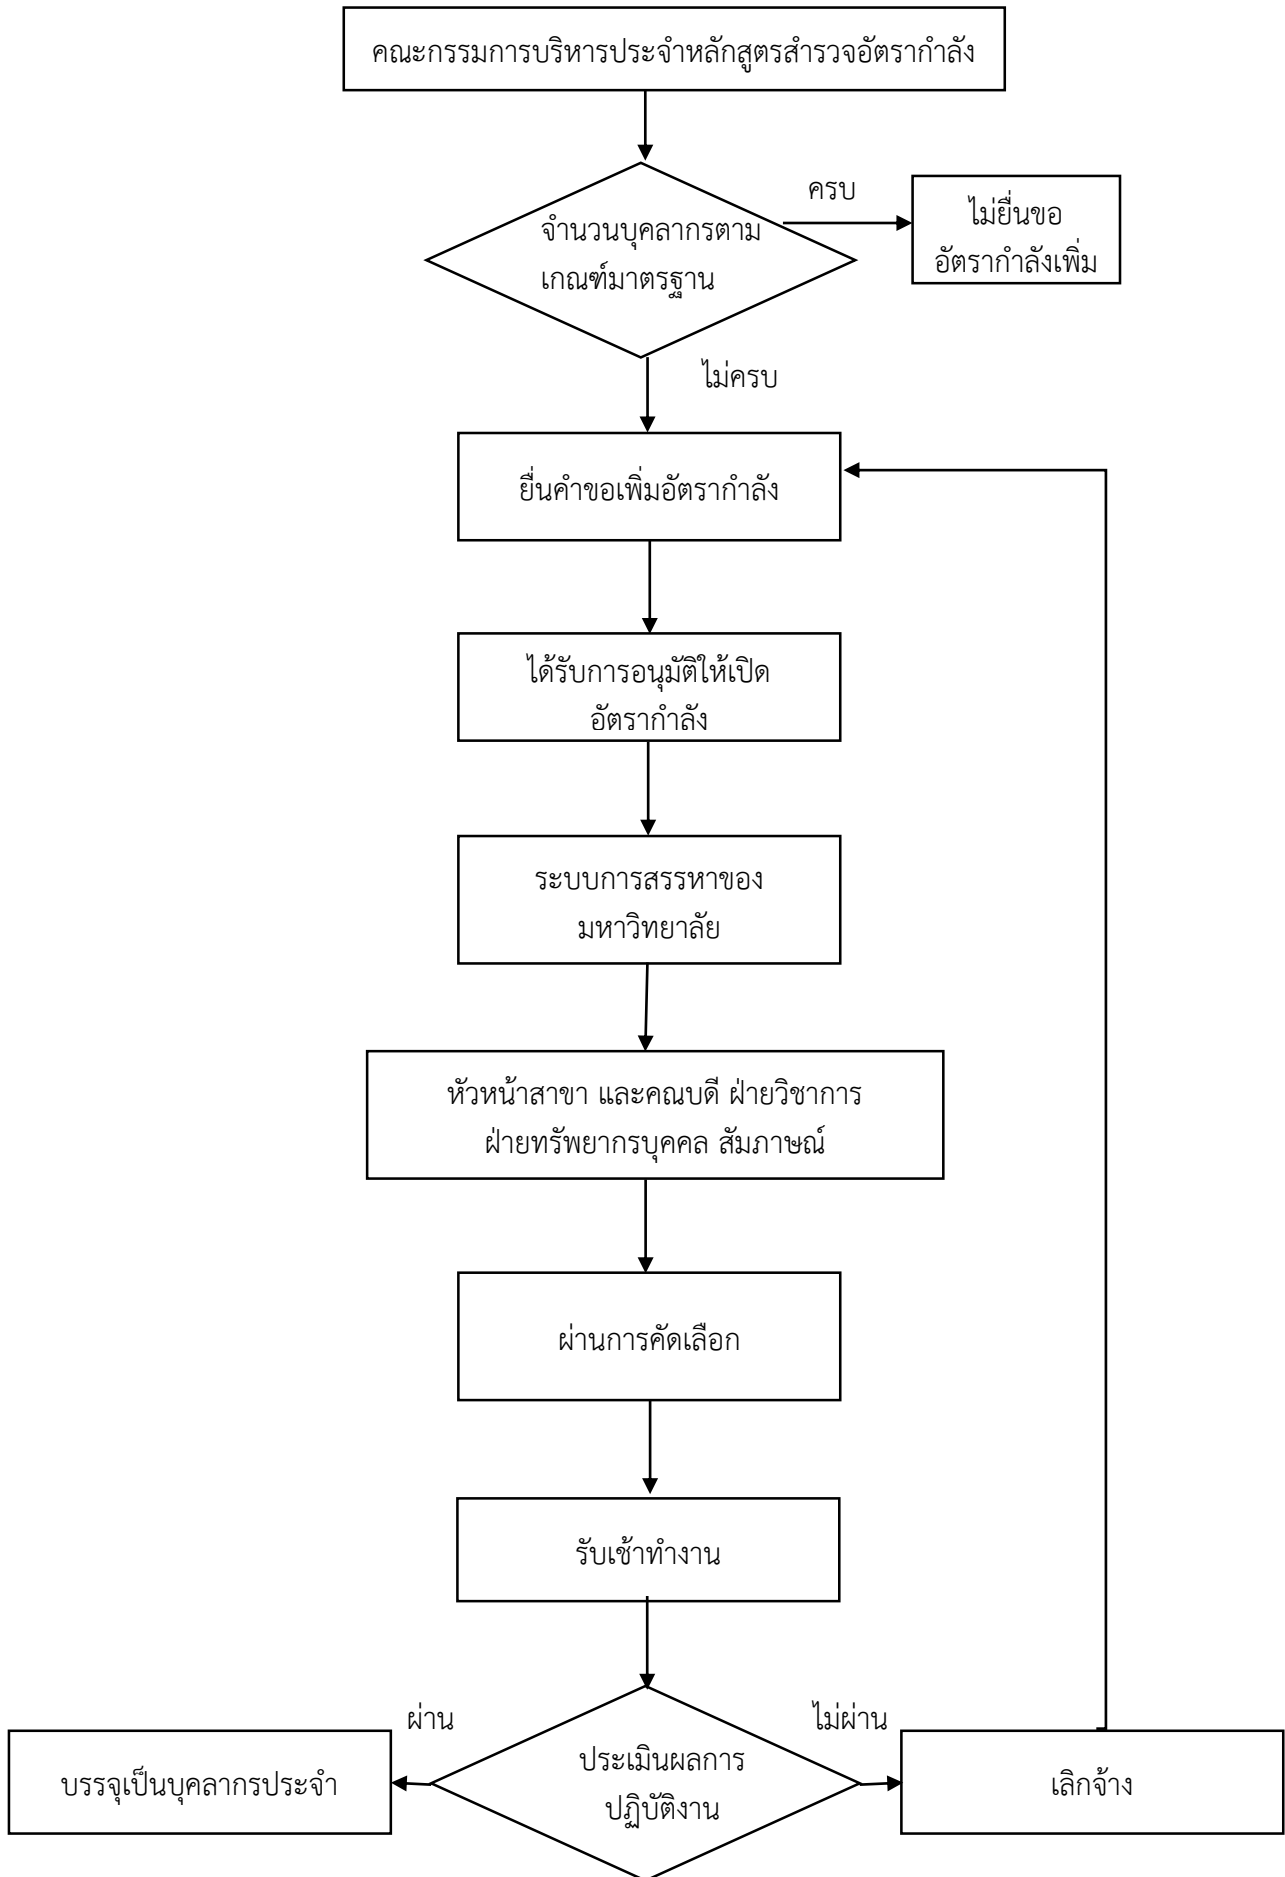 คณะกรรมการบริหารประจำหลักสูตรสำรวจอัตรากำลัง
ครบ
จำนวนบุคลากรตาม
เกณฑ์มาตรฐาน
ไม่ยื่นขอ
อัตรากำลังเพิ่ม
ไม่ครบ
ยื่นคำขอเพิ่มอัตรากำลัง
ได้รับการอนุมัติให้เปิด
อัตรากำลัง
ระบบการสรรหาของ
มหาวิทยาลัย
หัวหน้าสาขา และคณบดี ฝ่ายวิชาการ
ฝ่ายทรัพยากรบุคคล สัมภาษณ์
ผ่านการคัดเลือก
รับเช้าทำงาน
ผ่าน
ไม่ผ่าน
บรรจุเป็นบุคลากรประจำ
ประเมินผลการ
ปฏิบัติงาน
เลิกจ้าง